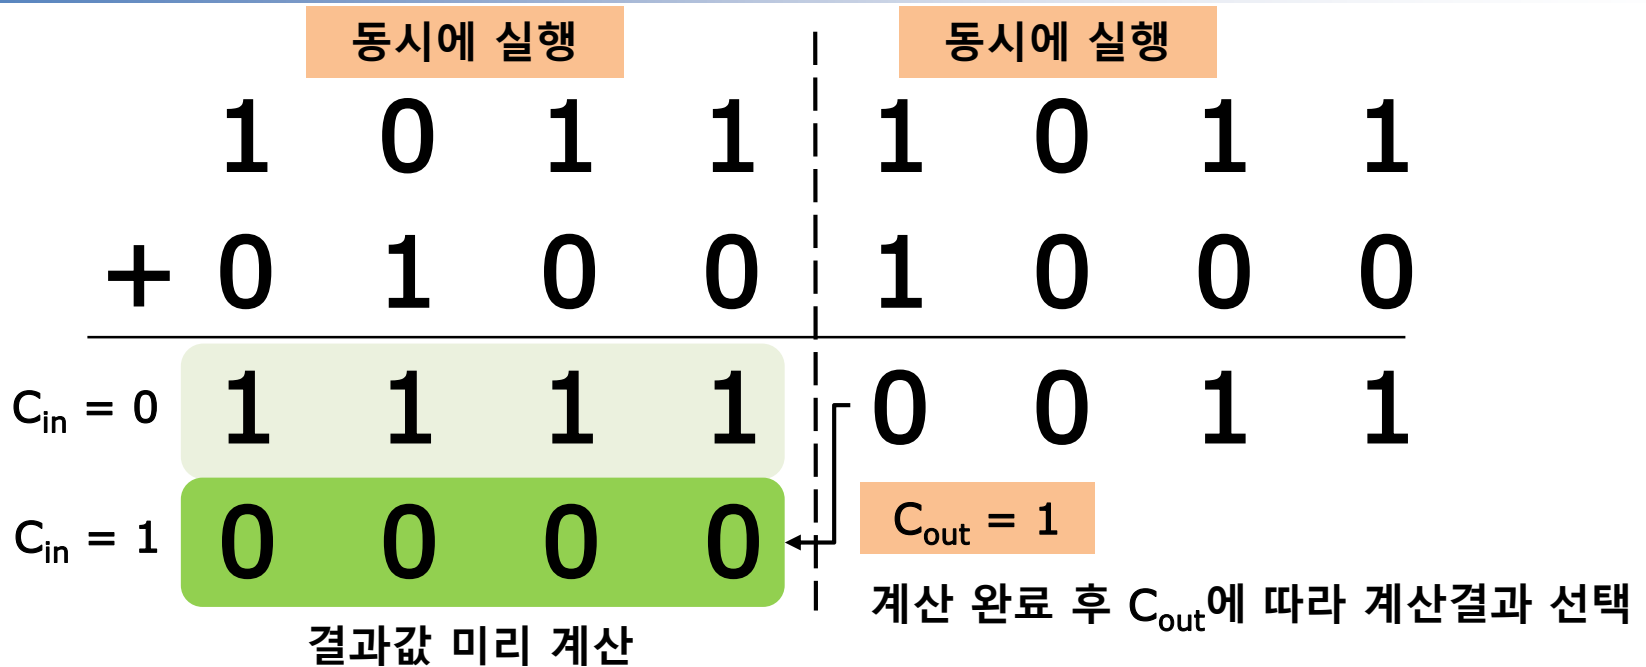 동시에 실행 동시에 실행
1 0 1 1 1 0 1 1
+ 0 1 0 0 1 0 0 0
Cin = 0 1 1 1 1 0 0 1 1
Cin = 1 0 0 0 0 Cout = 1
계산 완료 후 Cout에 따라 계산결과 선택
결과값 미리 계산